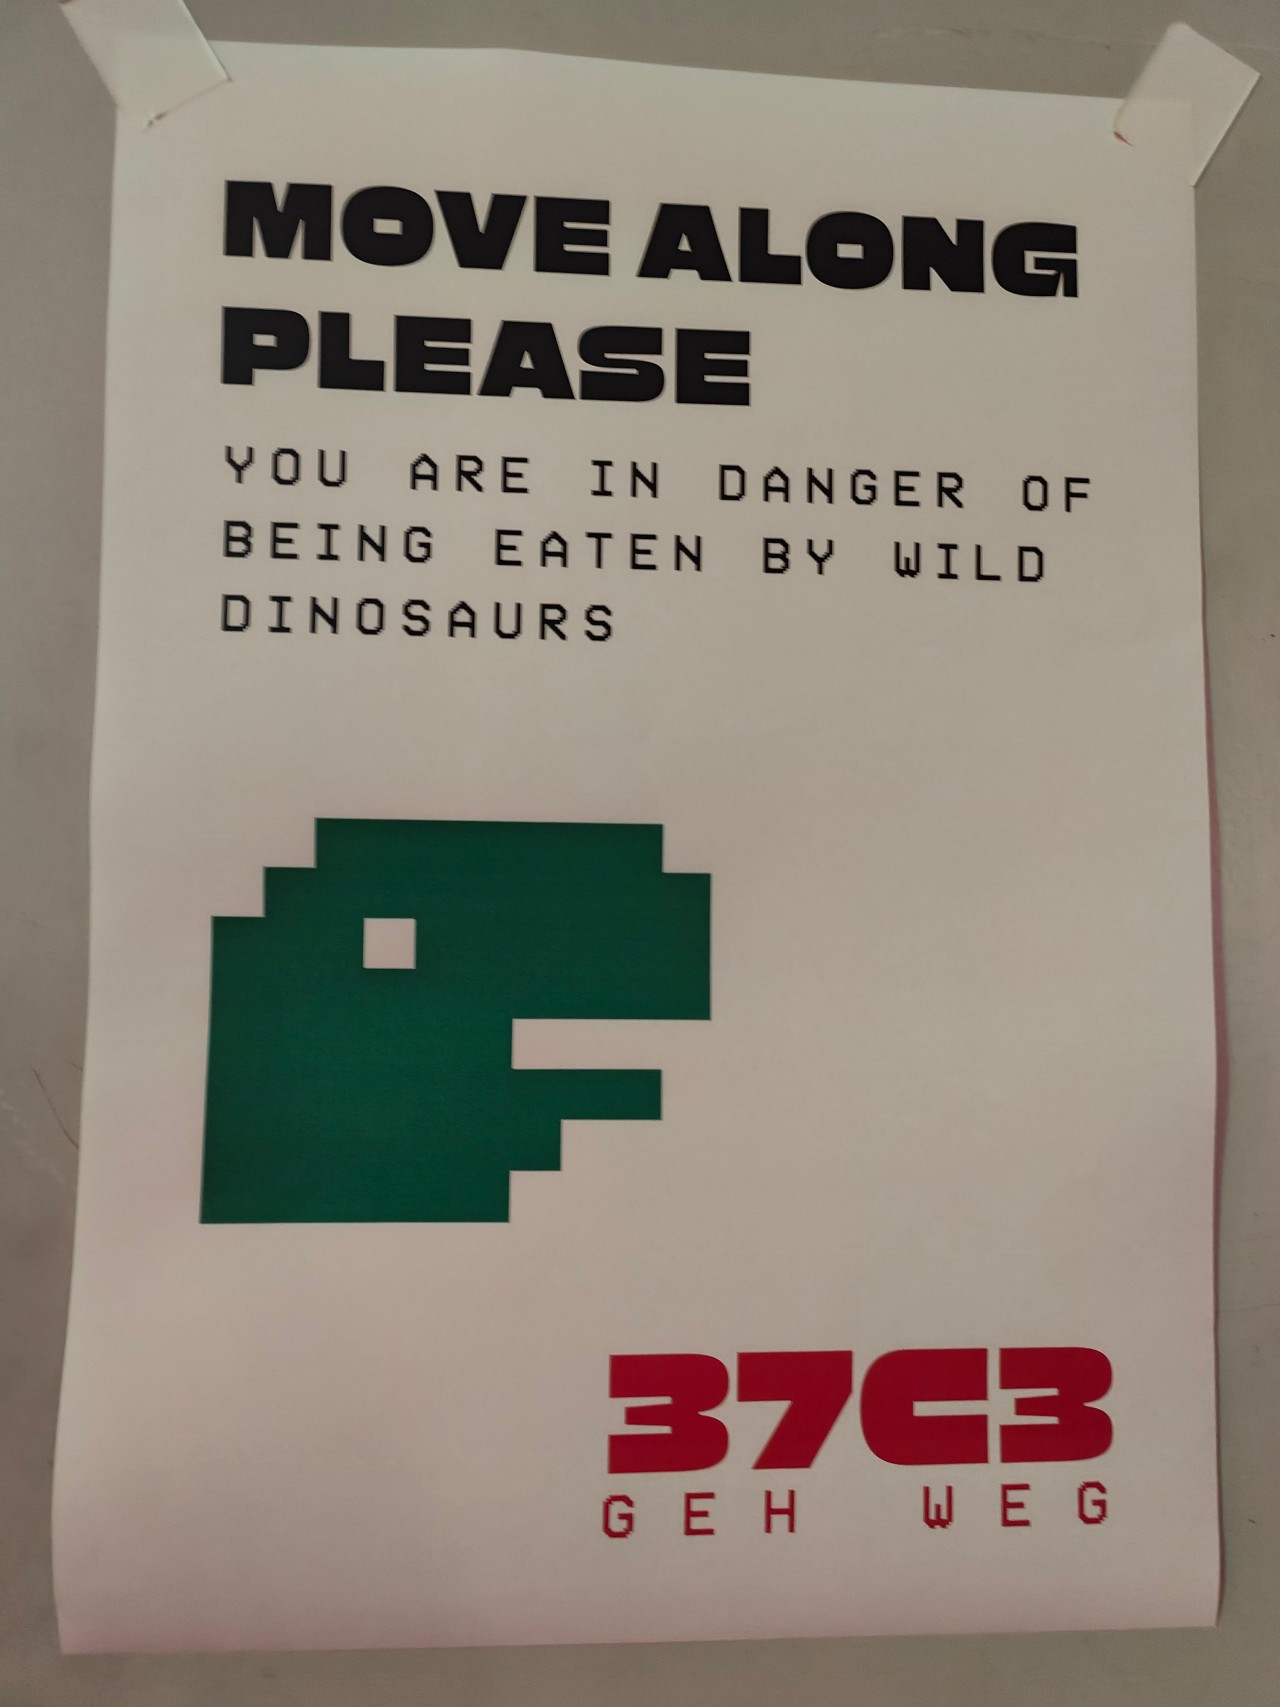 MOVE ALONG
PLEASE
YOU ARE IN DANGER OF
BEING EATEN BY WILD
DINOSAURS
37C3
GEH WEG